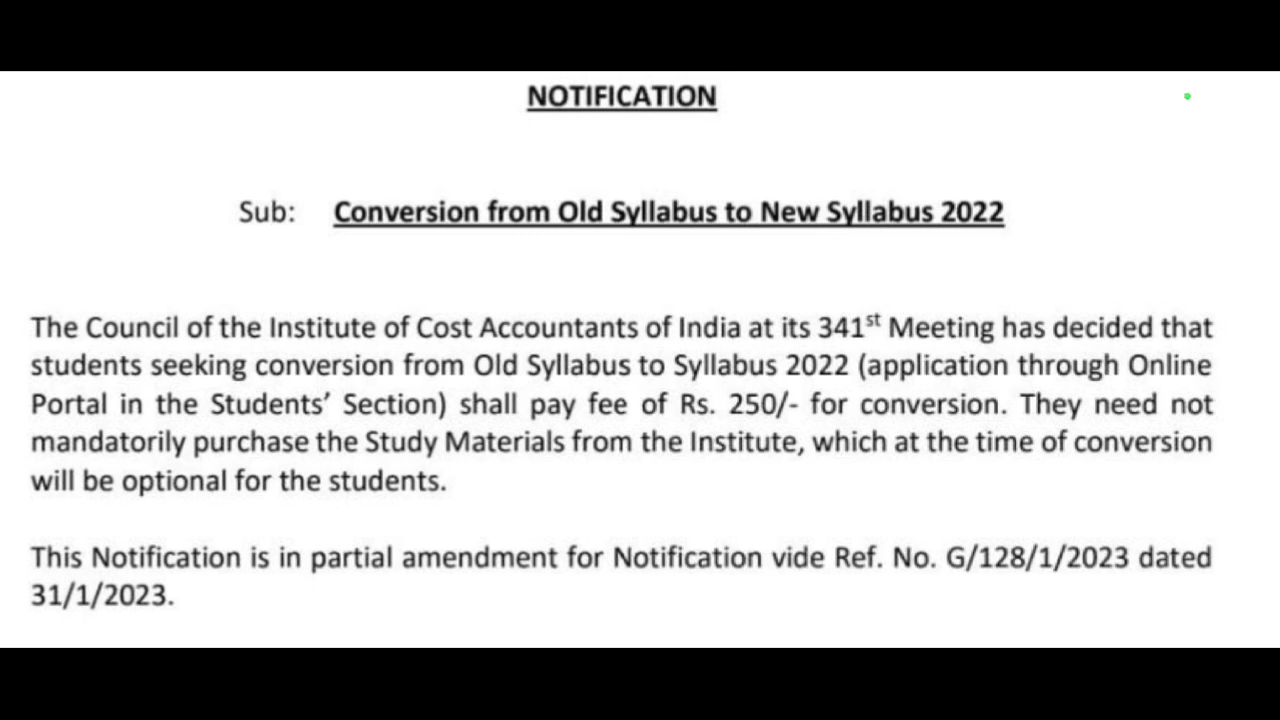 NOTIFICATION
Sub: Conversion from Old Syllabus to New Syllabus 2022
The Council of the Institute of Cost Accountants of India at its 341st Meeting has decided that
students seeking conversion from Old Syllabus to Syllabus 2022 (application through Online
Portal in the Students’ Section) shall pay fee of Rs. 250/- for conversion. They need not
mandatorily purchase the Study Materials from the Institute, which at the time of conversion
will be optional for the students.
This Notification is in partial amendment for Notification vide Ref. No. G/128/1/2023 dated
31/1/2023.